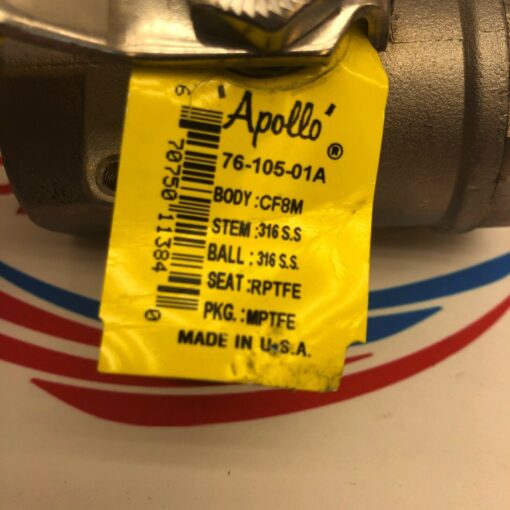 'Apollo'®
76-105-01A
BODY:CF8M
STEM:316 S.S
BALL:316 S.S.
SEAT:RPTFE
PKG.:MPTFE
MADE IN U.S.A.
6 70750 11384 0